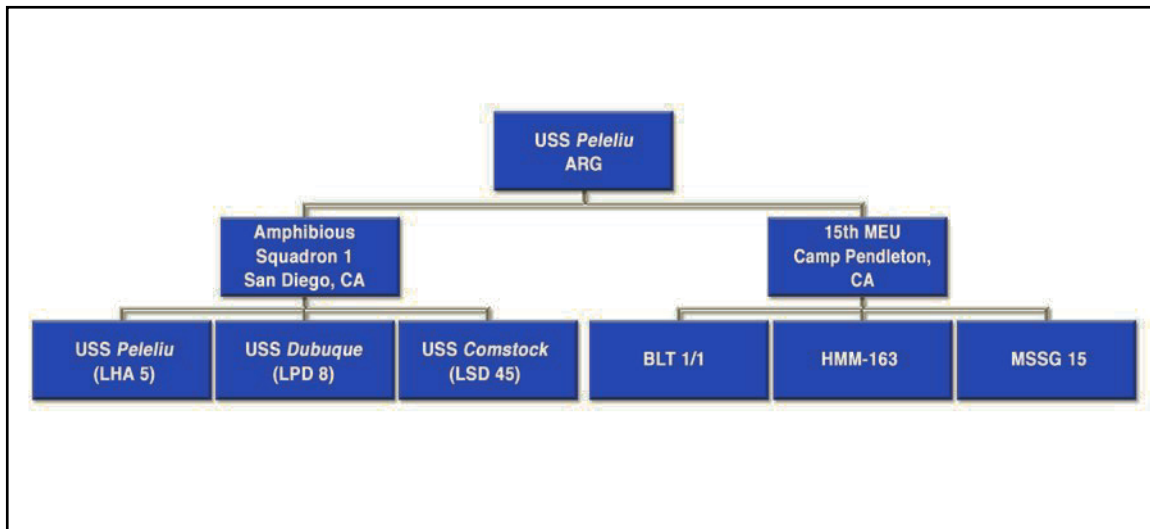 USS Peleliu
ARG
Amphibious
Squadron 1
San Diego, CA
15th MEU
Camp Pendleton,
CA
USS Peleliu
(LHA 5)
USS Dubuque
(LPD 8)
USS Comstock
(LSD 45)
BLT 1/1
HMM-163
MSSG 15